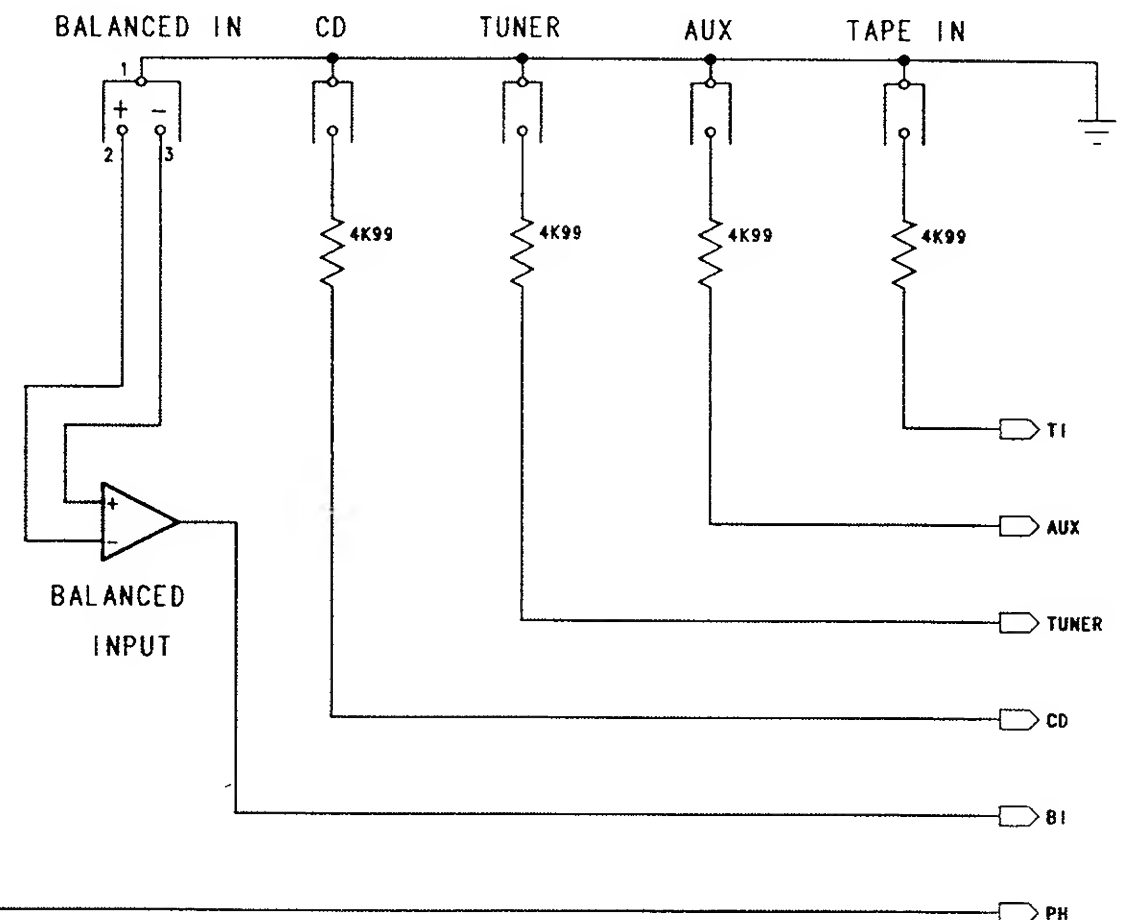 BALANCED IN CD TUNER AUX TAPE IN
1
+ -
2 3
4K99 4K99 4K99 4K99
TI
+
-
AUX
BALANCED
INPUT
TUNER
CD
BI
PH